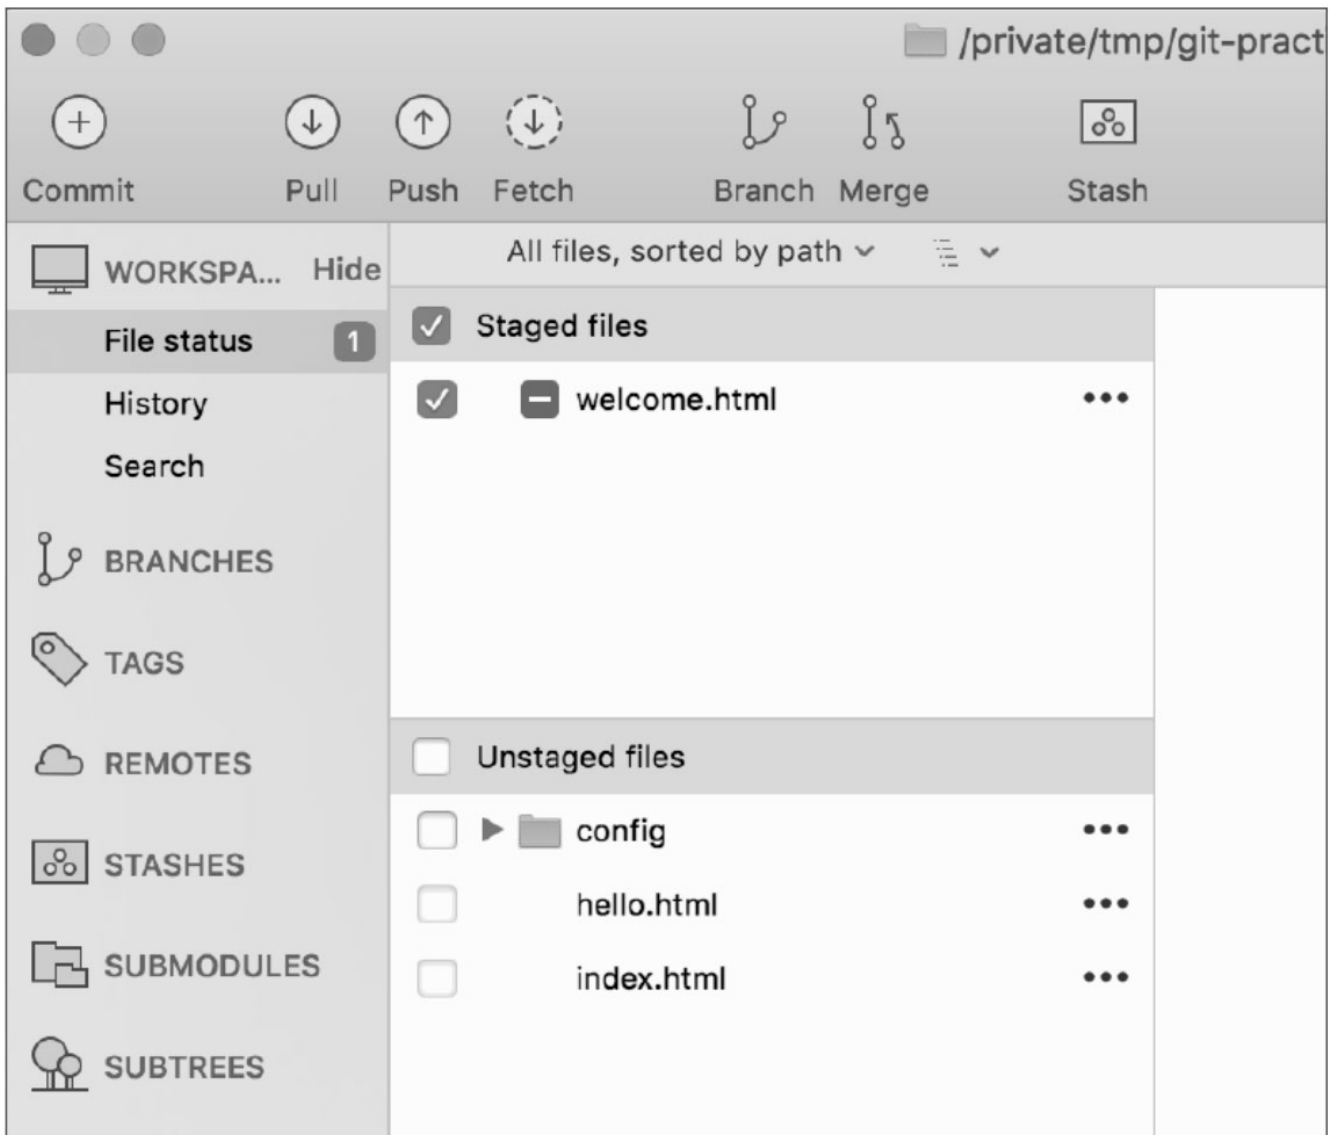 /private/tmp/git-pract
Commit Pull Push Fetch Branch Merge Stash
WORKSPA... Hide
File status 1
History
Search
BRANCHES
TAGS
REMOTES
STASHES
SUBMODULES
SUBTREES
All files, sorted by path
Staged files
welcome.html
Unstaged files
config
hello.html
index.html